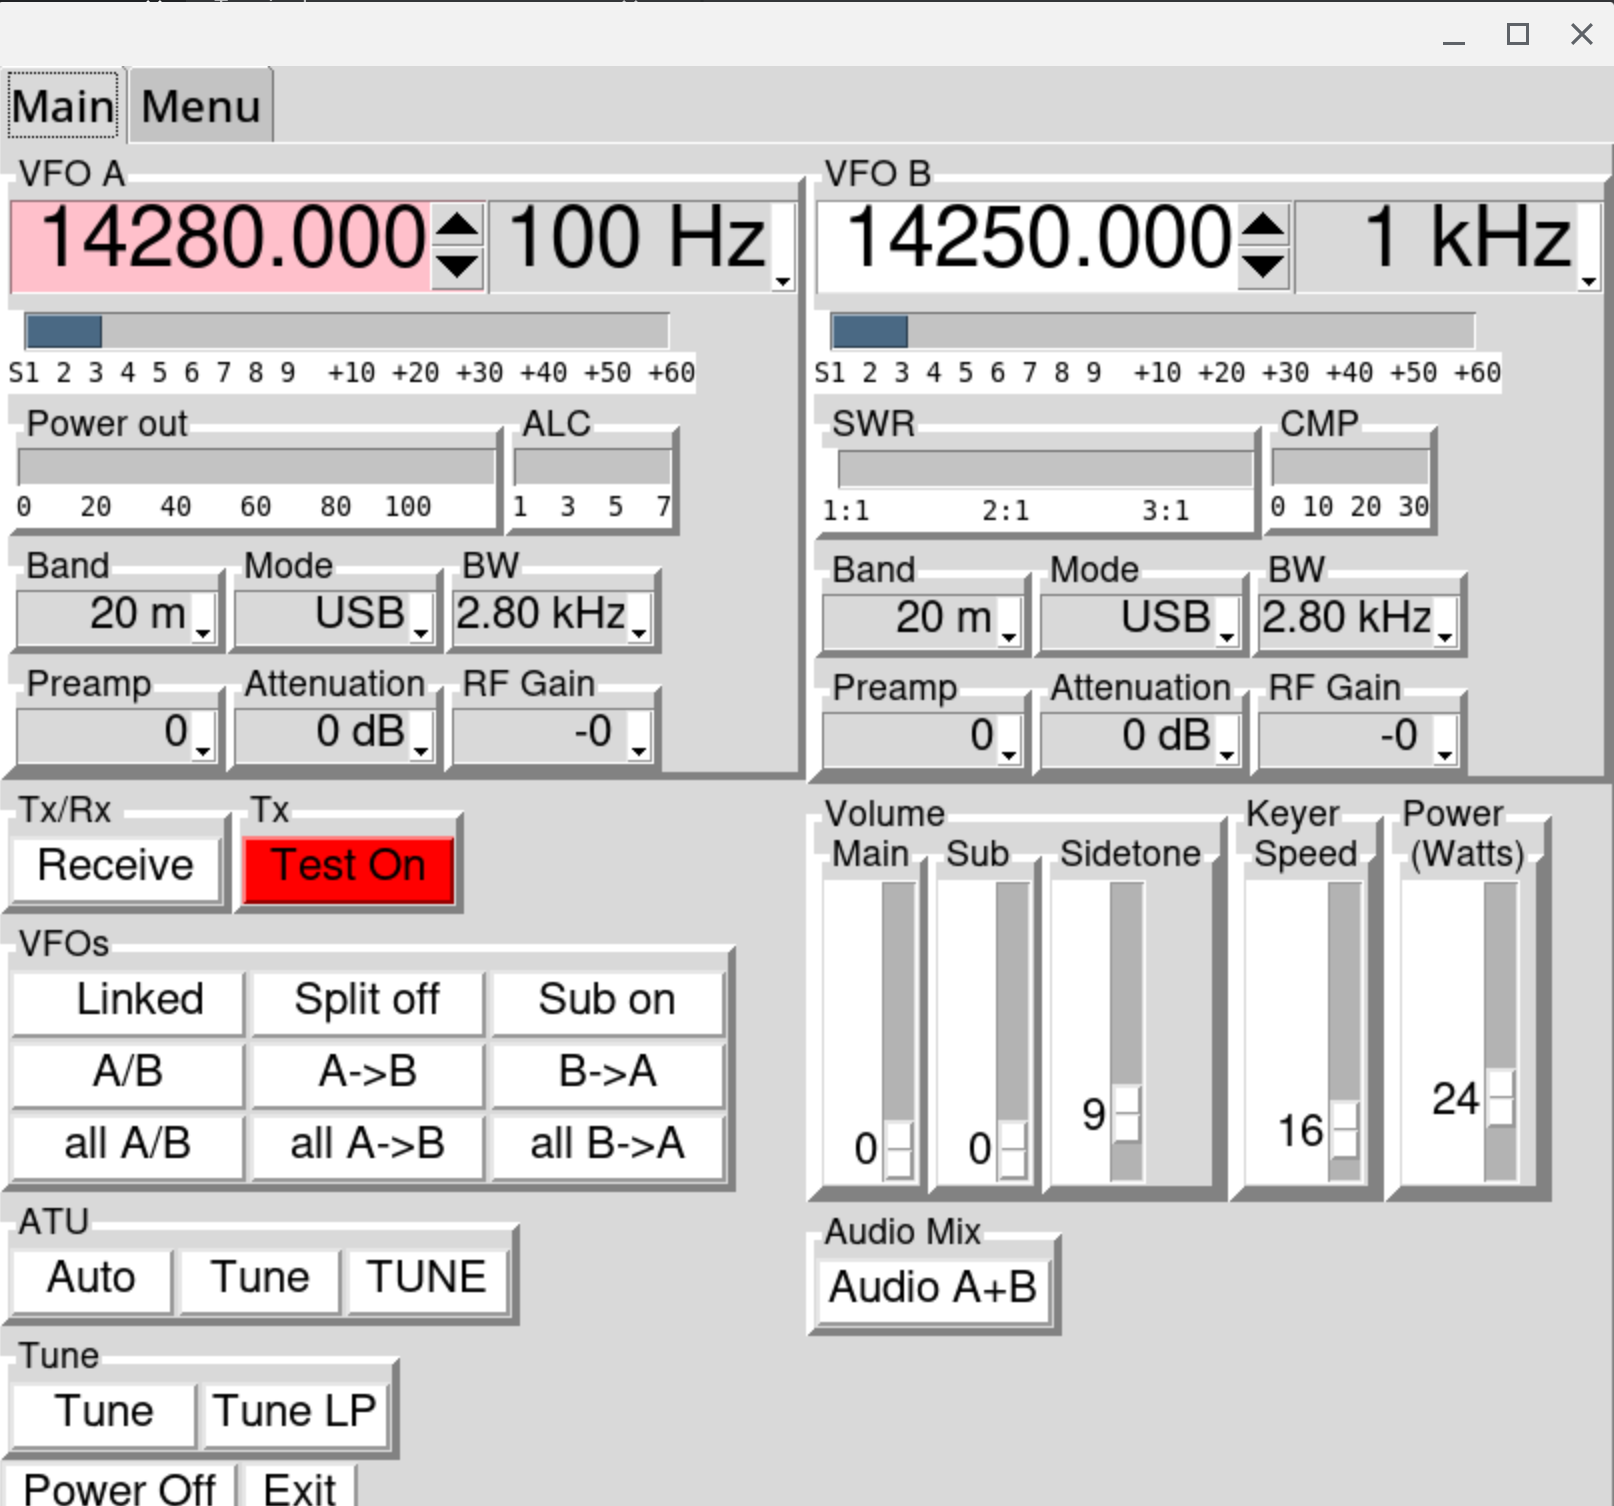 Main Menu
VFO A
14280.000 100 Hz
S1 2 3 4 5 6 7 8 9 +10 +20 +30 +40 +50 +60
Power out ALC
0 20 40 60 80 100 1 3 5 7
Band Mode BW
20 m USB 2.80 kHz
Preamp Attenuation RF Gain
0 0 dB -0
VFO B
14250.000 1 kHz
S1 2 3 4 5 6 7 8 9 +10 +20 +30 +40 +50 +60
SWR CMP
1:1 2:1 3:1 0 10 20 30
Band Mode BW
20 m USB 2.80 kHz
Preamp Attenuation RF Gain
0 0 dB -0
Tx/Rx Tx
Receive Test On
VFOs
Linked Split off Sub on
A/B A->B B->A
all A/B all A->B all B->A
ATU
Auto Tune TUNE
Tune
Tune Tune LP
Power Off Exit
Volume Keyer Power
Main Sub Sidetone Speed (Watts)
0 0 9 16 24
Audio Mix
Audio A+B